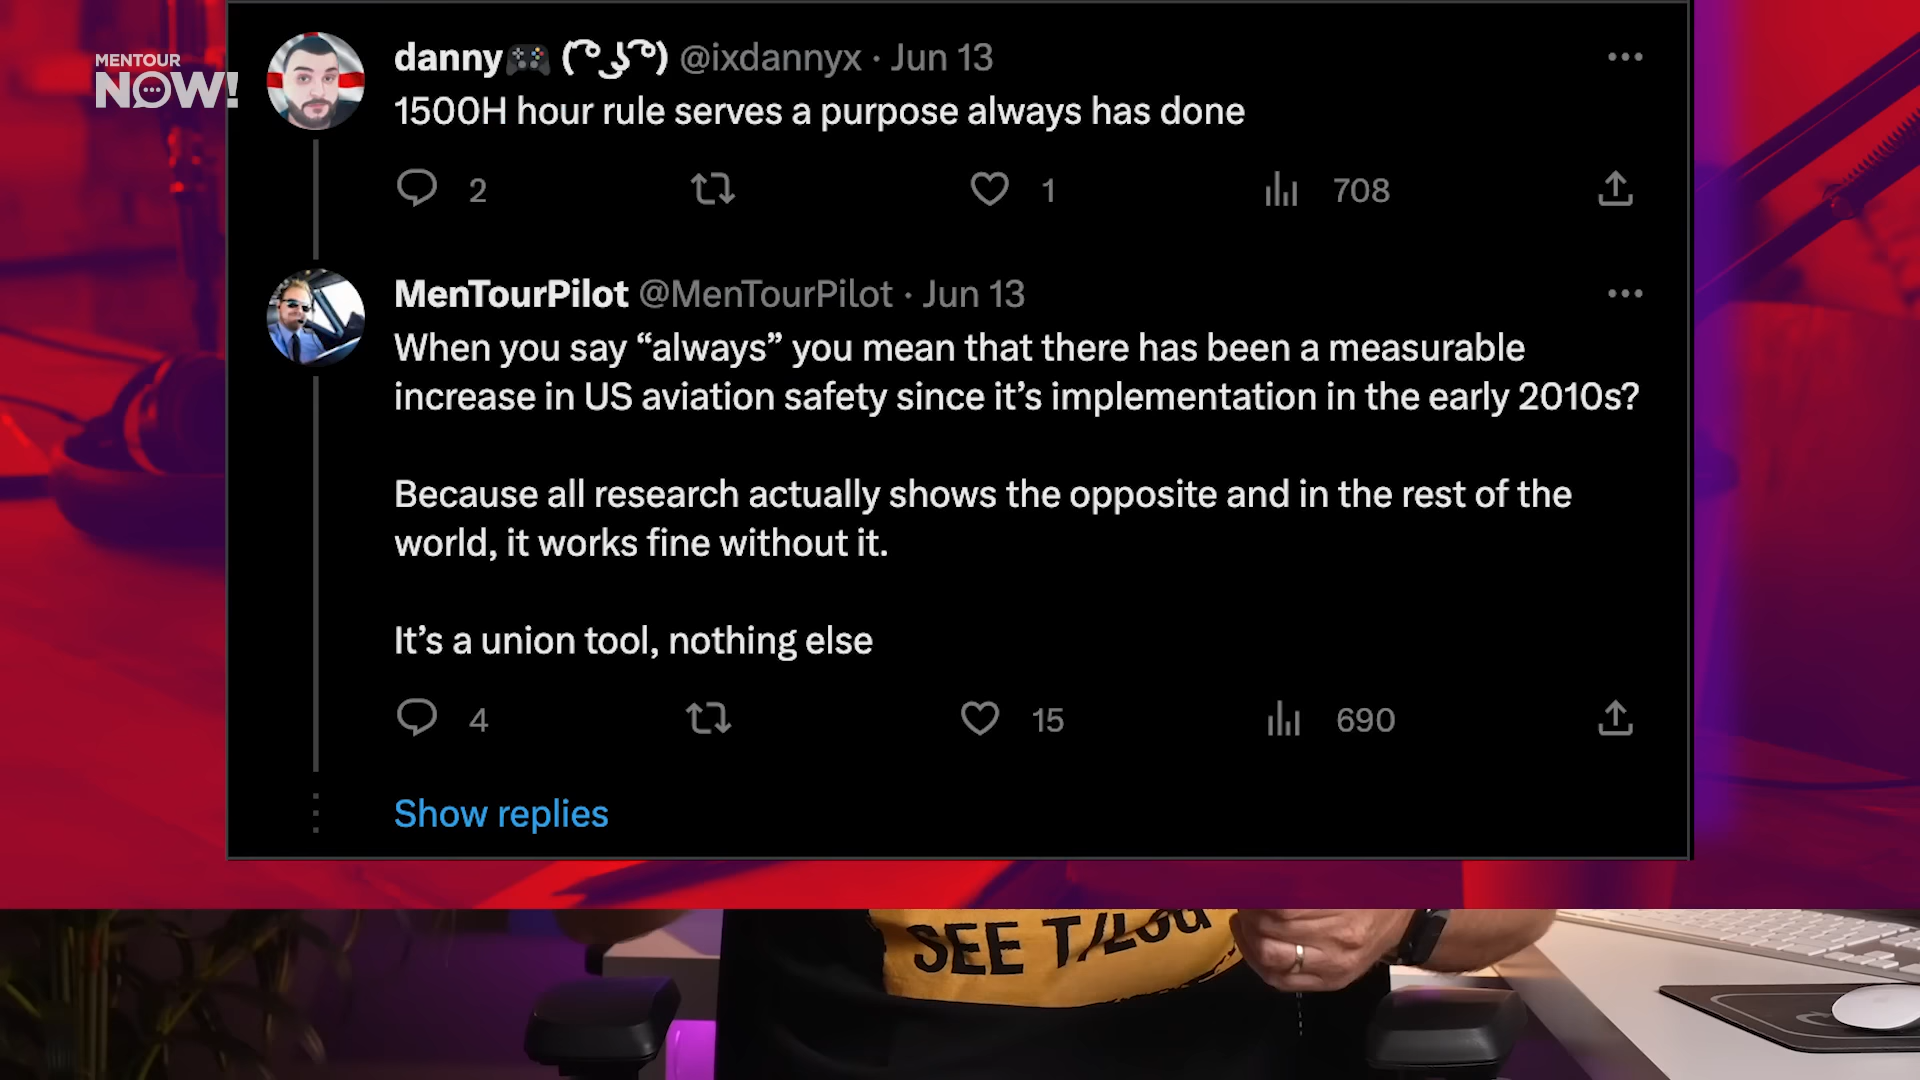 MENTOUR
NOW!
danny🎮 ( ͡° ͜ʖ ͡°) @ixdannyx · Jun 13
1500H hour rule serves a purpose always has done
2 1 708
MenTourPilot @MenTourPilot · Jun 13
When you say “always” you mean that there has been a measurable
increase in US aviation safety since it’s implementation in the early 2010s?
Because all research actually shows the opposite and in the rest of the
world, it works fine without it.
It’s a union tool, nothing else
4 15 690
Show replies
SEE